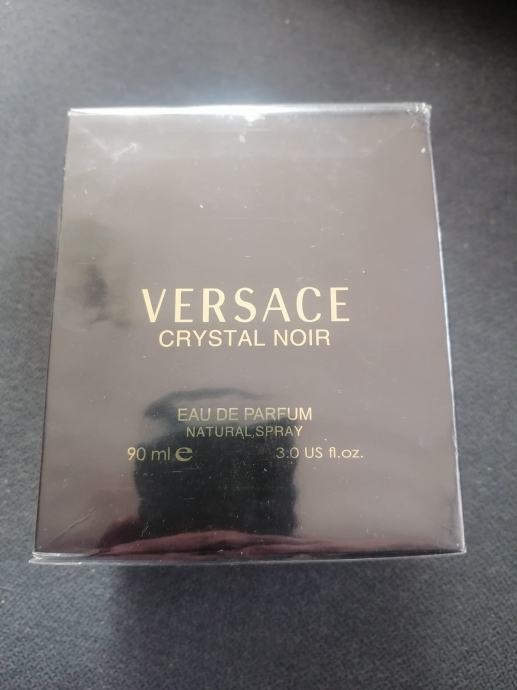 VERSACE
CRYSTAL NOIR
EAU DE PARFUM
NATURAL SPRAY
90 ml e 3.0 US fl.oz.